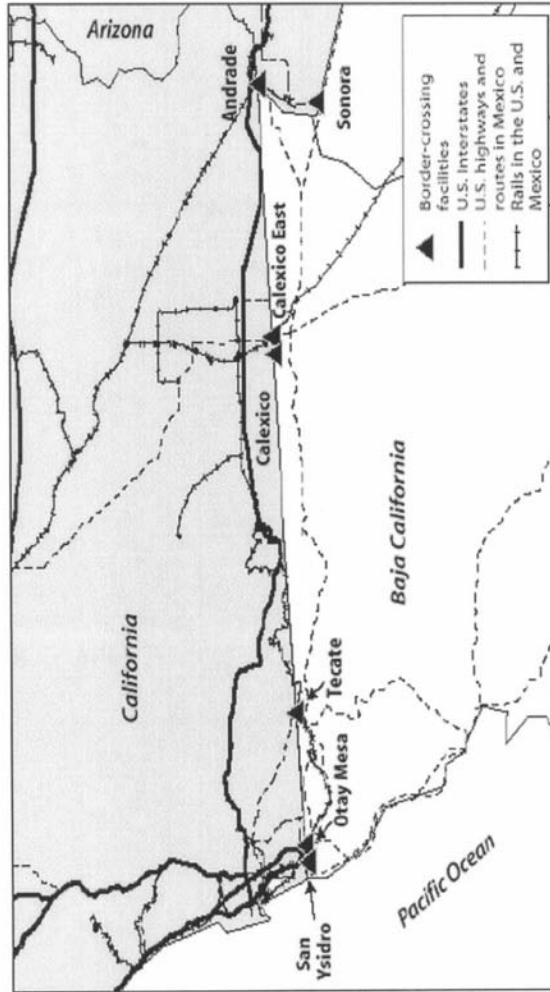 Arizona
California
Andrade
Calexico East
Calexico
Sonora
Tecate
Otay Mesa
San
Ysidro
Baja California
Pacific Ocean
Border-crossing
facilities
U.S. Interstates
U.S. highways and
routes in Mexico
Rails in the U.S. and
Mexico